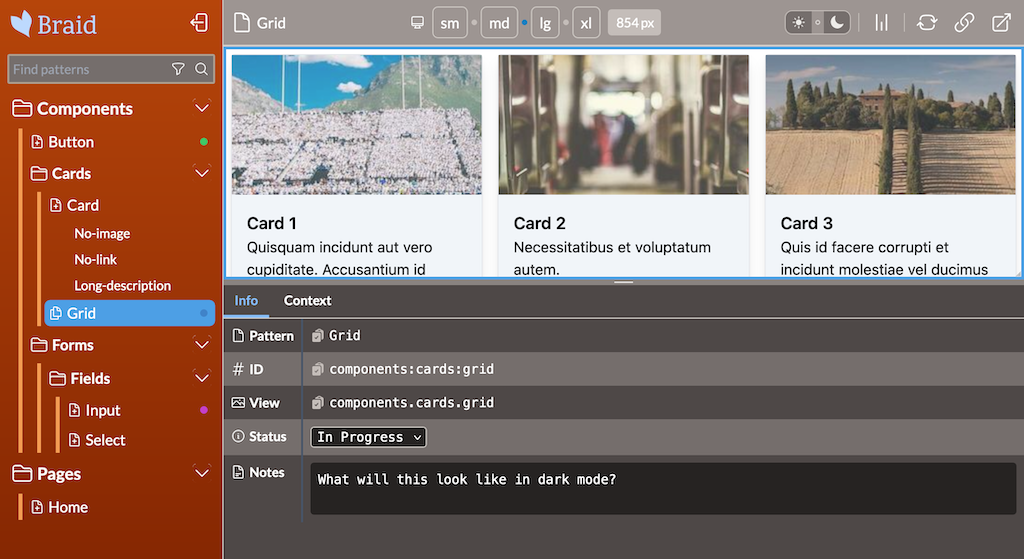 Braid
Find patterns
Components
Button
Cards
Card
No-image
No-link
Long-description
Grid
Forms
Fields
Input
Select
Pages
Home
Grid
sm
md
lg
xl
854 px
Card 1
Quisquam incidunt aut vero
cupiditate. Accusantium id
Card 2
Necessitatibus et voluptatum
autem.
Card 3
Quis id facere corrupti et
incidunt molestiae vel ducimus
Info
Context
Pattern
Grid
ID
components:cards:grid
View
components.cards.grid
Status
In Progress
Notes
What will this look like in dark mode?